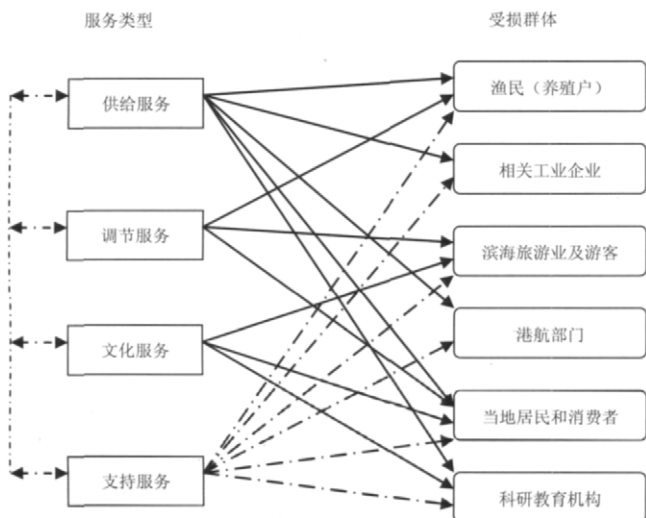 服务类型
受损群体
供给服务
渔民（养殖户）
相关工业企业
调节服务
滨海旅游业及游客
港航部门
文化服务
当地居民和消费者
支持服务
科研教育机构